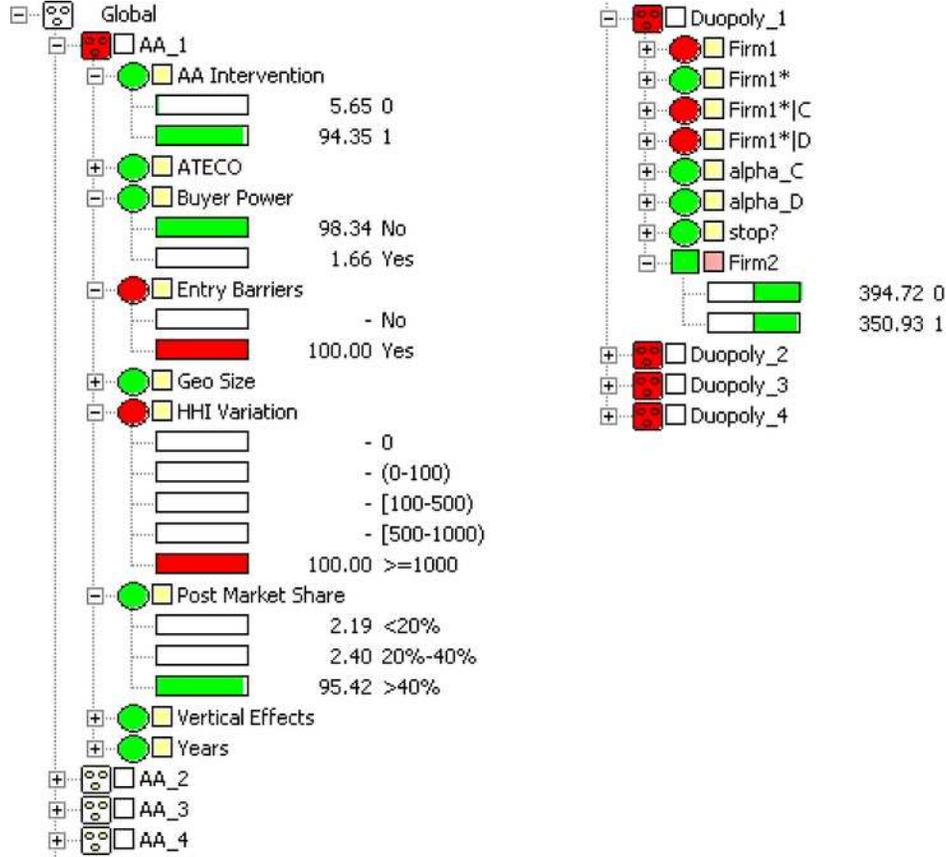 Global
AA_1
AA Intervention
5.65 0
94.35 1
ATECO
Buyer Power
98.34 No
1.66 Yes
Entry Barriers
- No
100.00 Yes
Geo Size
HHI Variation
- 0
- (0-100)
- [100-500)
- [500-1000)
100.00 >=1000
Post Market Share
2.19 <20%
2.40 20%-40%
95.42 >40%
Vertical Effects
Years
AA_2
AA_3
AA_4
Duopoly_1
Firm1
Firm1*
Firm1*|C
Firm1*|D
alpha_C
alpha_D
stop?
Firm2
394.72 0
350.93 1
Duopoly_2
Duopoly_3
Duopoly_4